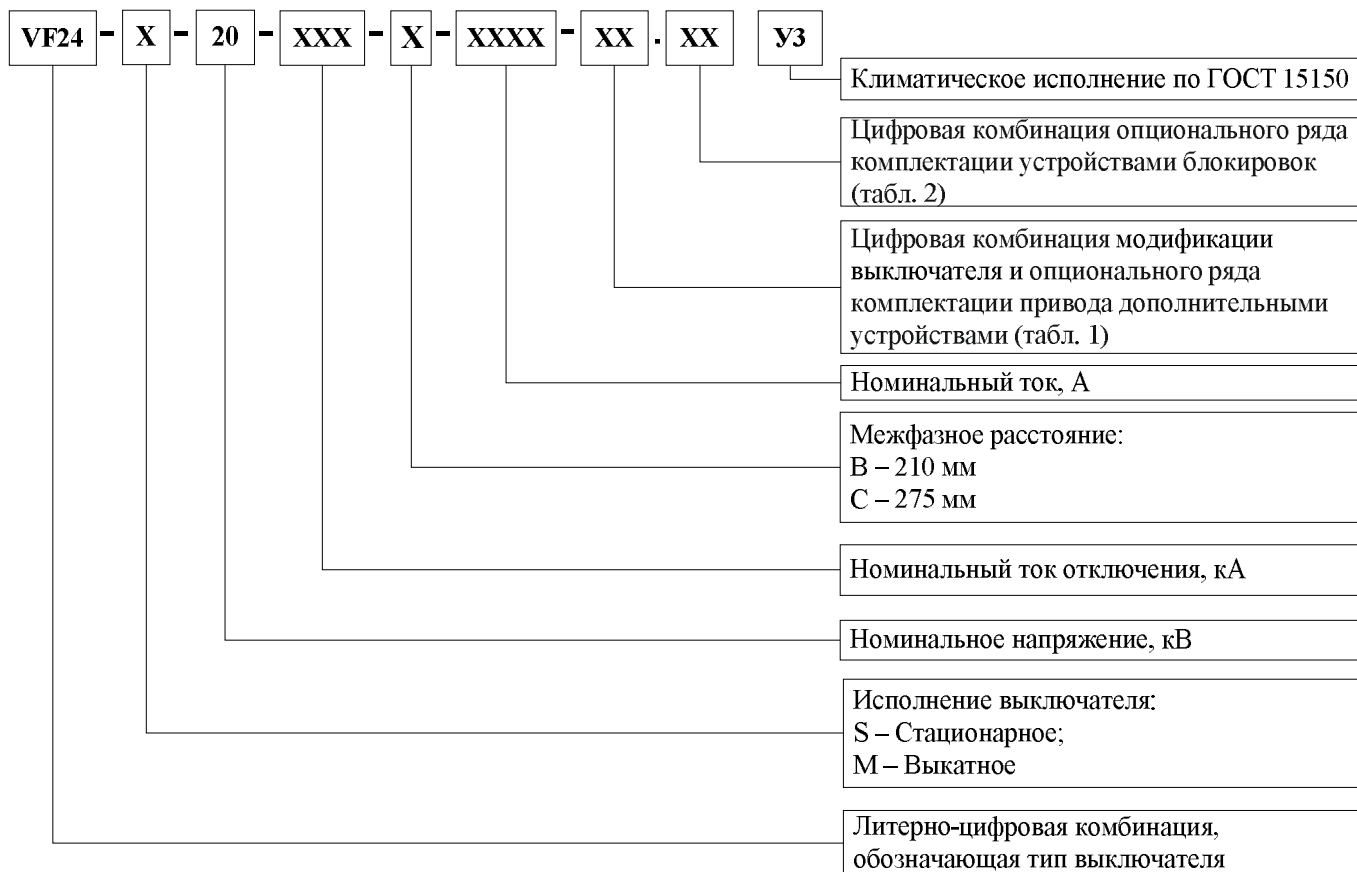 VF24 - X - 20 - XXX - X - XXXX - XX . XX У3
Климатическое исполнение по ГОСТ 15150
Цифровая комбинация опционального ряда
комплектации устройствами блокировок
(табл. 2)
Цифровая комбинация модификации
выключателя и опционального ряда
комплектации привода дополнительными
устройствами (табл. 1)
Номинальный ток, А
Межфазное расстояние:
В – 210 мм
С – 275 мм
Номинальный ток отключения, кА
Номинальное напряжение, кВ
Исполнение выключателя:
S – Стационарное;
М – Выкатное
Литерно-цифровая комбинация,
обозначающая тип выключателя